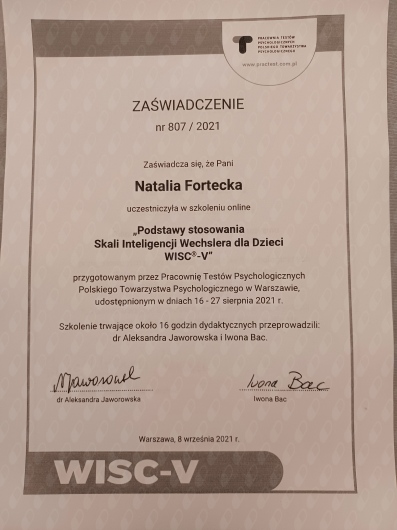 PRACOWNIA TESTÓW
PSYCHOLOGICZNYCH
POLSKIEGO TOWARZYSTWA
PSYCHOLOGICZNEGO
www.practest.com.pl
ZAŚWIADCZENIE
nr 807 / 2021
Zaświadcza się, że Pani
Natalia Fortecka
uczestniczyła w szkoleniu online
„Podstawy stosowania
Skali Inteligencji Wechslera dla Dzieci
WISC®-V”
przygotowanym przez Pracownię Testów Psychologicznych
Polskiego Towarzystwa Psychologicznego w Warszawie,
udostępnionym w dniach 16 - 27 sierpnia 2021 r.
Szkolenie trwające około 16 godzin dydaktycznych przeprowadzili:
dr Aleksandra Jaworowska i Iwona Bac.
Iwona Bac
dr Aleksandra Jaworowska
Iwona Bac
Warszawa, 8 września 2021 r.
WISC-V